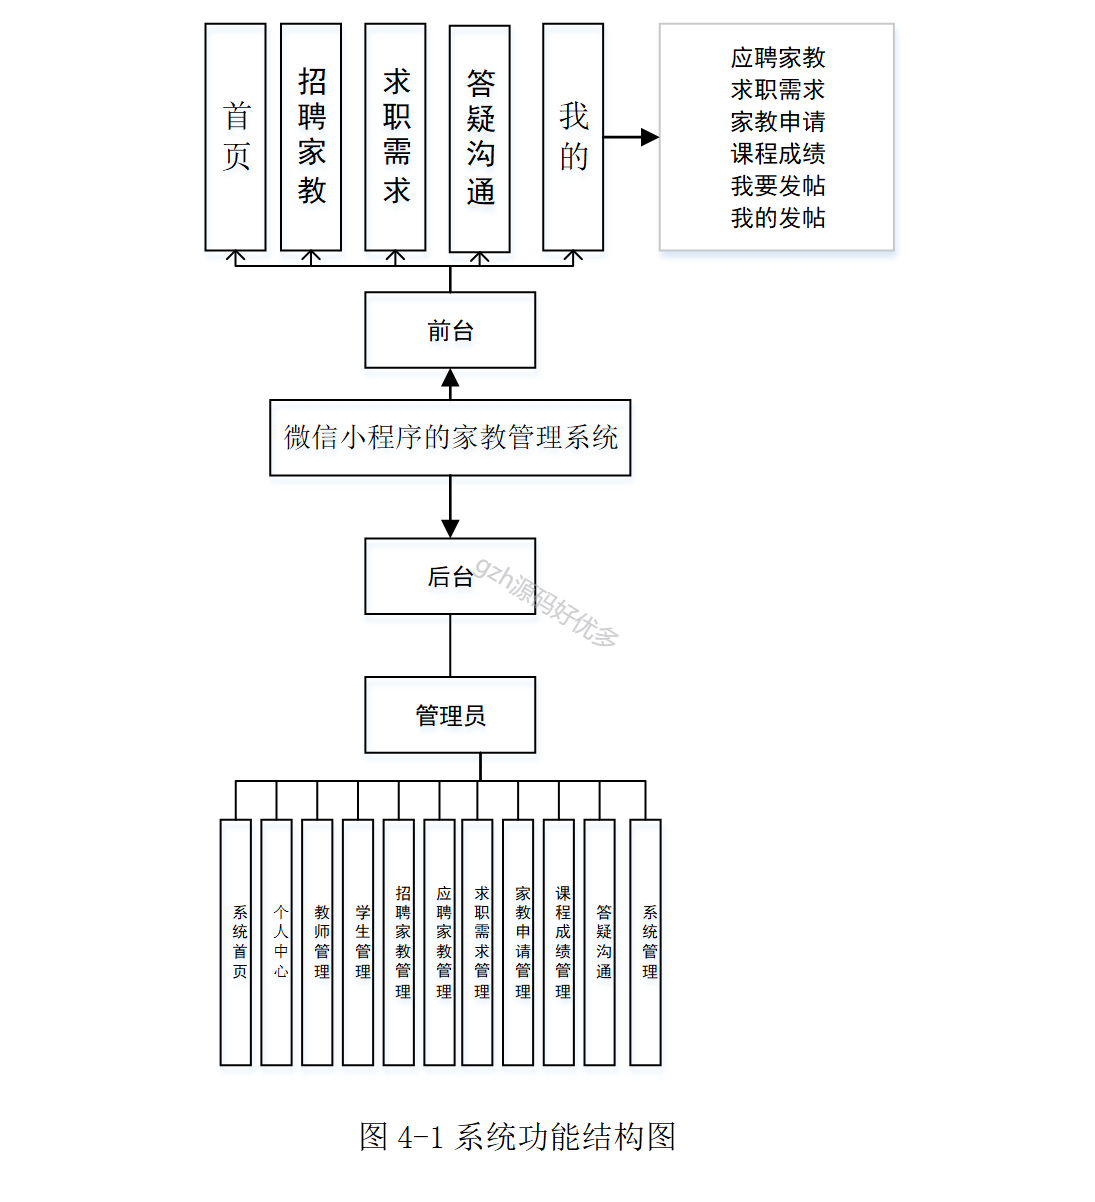 首页
招聘家教
求职需求
答疑沟通
我的
应聘家教
求职需求
家教申请
课程成绩
我要发帖
我的发帖
前台
微信小程序的家教管理系统
后台
gzh源码好优多
管理员
系统首页
个人中心
教师管理
学生管理
招聘家教管理
应聘家教管理
求职需求管理
家教申请管理
课程成绩管理
答疑沟通
系统管理
图 4-1 系统功能结构图